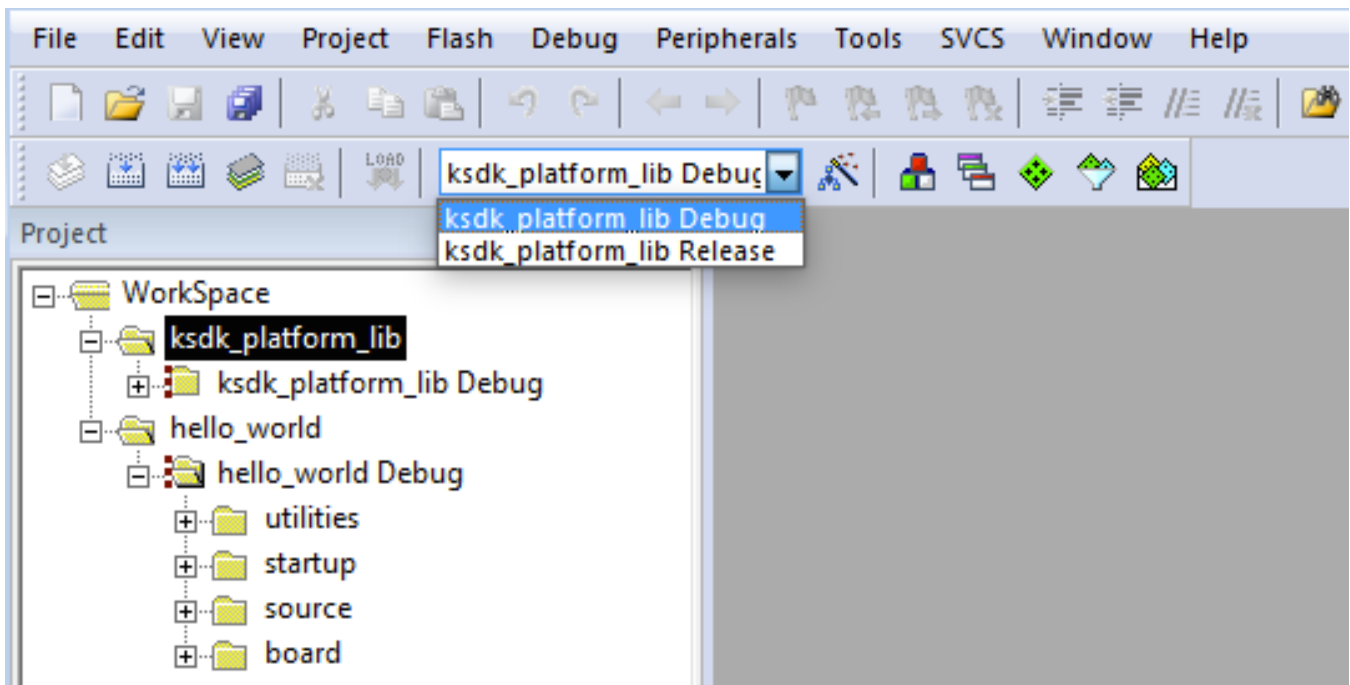 File Edit View Project Flash Debug Peripherals Tools SVCS Window Help
LOAD
ksdk_platform_lib Debug
ksdk_platform_lib Debug
ksdk_platform_lib Release
Project
WorkSpace
ksdk_platform_lib
ksdk_platform_lib Debug
hello_world
hello_world Debug
utilities
startup
source
board